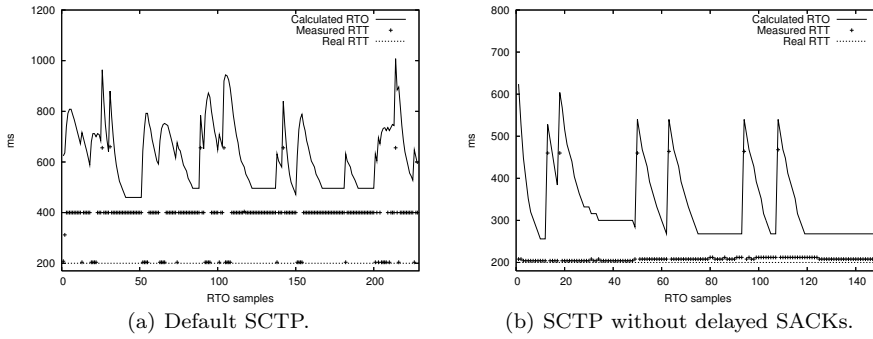 1200
1000
800
600
400
200
ms
0
50
100
150
200
RTO samples
Calculated RTO
Measured RTT
Real RTT
(a) Default SCTP.
800
700
600
500
400
300
200
ms
0
20
40
60
80
100
120
140
RTO samples
Calculated RTO
Measured RTT
Real RTT
(b) SCTP without delayed SACKs.